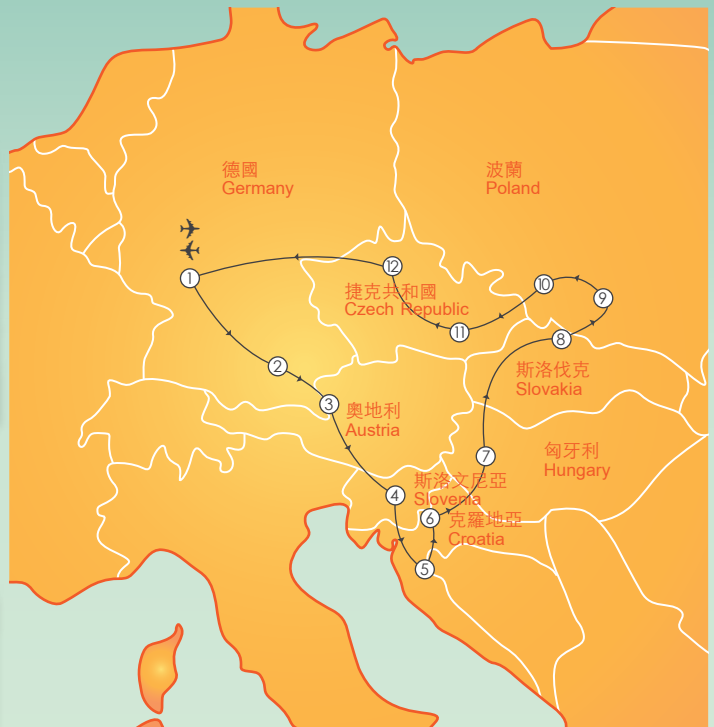 德國
Germany
波蘭
Poland
1
12
捷克共和國
Czech Republic
10
9
11
8
2
斯洛伐克
Slovakia
3
奧地利
Austria
匈牙利
Hungary
7
4
斯洛文尼亞
Slovenia
6
克羅地亞
Croatia
5